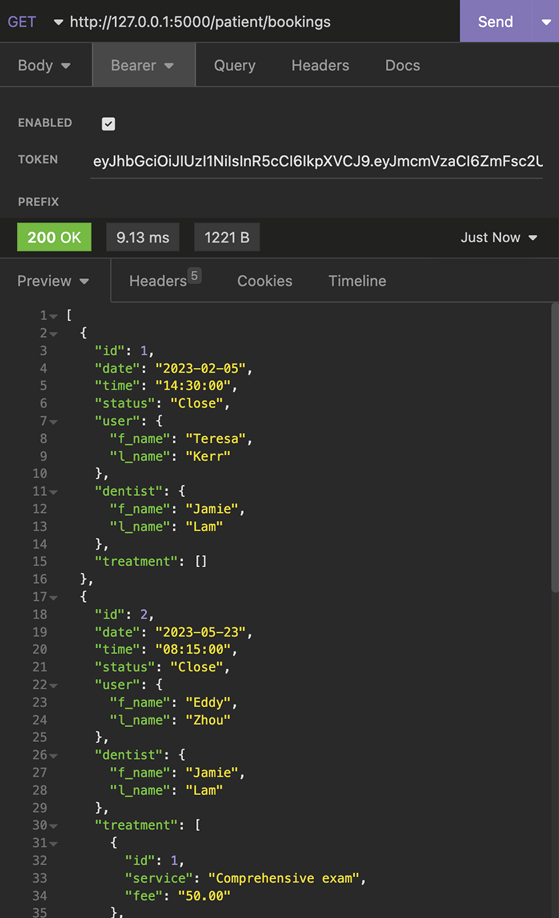 GET http://127.0.0.1:5000/patient/bookings Send
Body Bearer Query Headers Docs
ENABLED
TOKEN eyJhbGciOiJIUzI1NiIsInR5cCI6IkpXVCJ9.eyJmcmVzaCI6ZmFsc2U
PREFIX
200 OK 9.13 ms 1221 B Just Now
Preview Headers 5 Cookies Timeline
1 [
2 {
3 "id": 1,
4 "date": "2023-02-05",
5 "time": "14:30:00",
6 "status": "Close",
7 "user": {
8 "f_name": "Teresa",
9 "l_name": "Kerr"
10 },
11 "dentist": {
12 "f_name": "Jamie",
13 "l_name": "Lam"
14 },
15 "treatment": []
16 },
17 {
18 "id": 2,
19 "date": "2023-05-23",
20 "time": "08:15:00",
21 "status": "Close",
22 "user": {
23 "f_name": "Eddy",
24 "l_name": "Zhou"
25 },
26 "dentist": {
27 "f_name": "Jamie",
28 "l_name": "Lam"
29 },
30 "treatment": [
31 {
32 "id": 1,
33 "service": "Comprehensive exam",
34 "fee": "50.00"
35 },